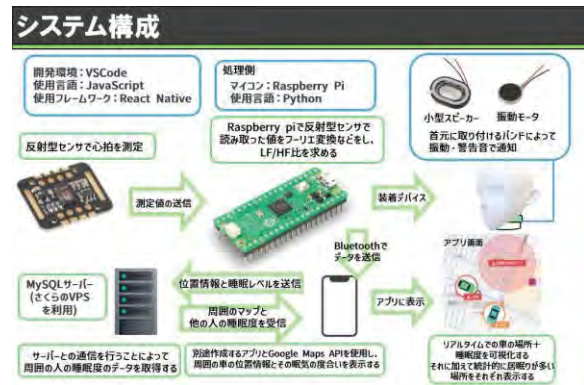 システム構成
開発環境：VSCode
使用言語：JavaScript
使用フレームワーク：React Native
処理側
マイコン：Raspberry Pi
使用言語：Python
小型スピーカー
振動モータ
首元に取り付けるバンドによって
振動・警告音で通知
反射型センサで心拍を測定
Raspberry piで反射型センサで
読み取った値をフーリエ変換などをし、
LF/HF比を求める
測定値の送信
装着デバイス
Bluetoothで
データを送信
アプリ画面
MySQLサーバー
(さくらのVPS
を利用)
位置情報と睡眠レベルを送信
周囲のマップと
他の人の睡眠度を受信
アプリに表示
サーバーとの通信を行うことによって
周囲の人の睡眠度のデータを取得する
別途作成するアプリとGoogle Maps APIを使用し、
周囲の車の位置情報とその眠気の度合いを表示する
リアルタイムでの車の場所＋
睡眠度を可視化する
それに加えて統計的に居眠りが多い
場所をそれぞれ表示する